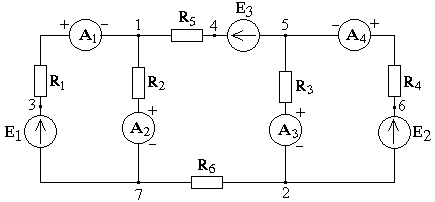 E3
+ A1 − 1 R5 4 5 − A4 +
R1 R2 R3 R4
3 + + 6
E1 A2 A3 E2
− −
R6
7 2